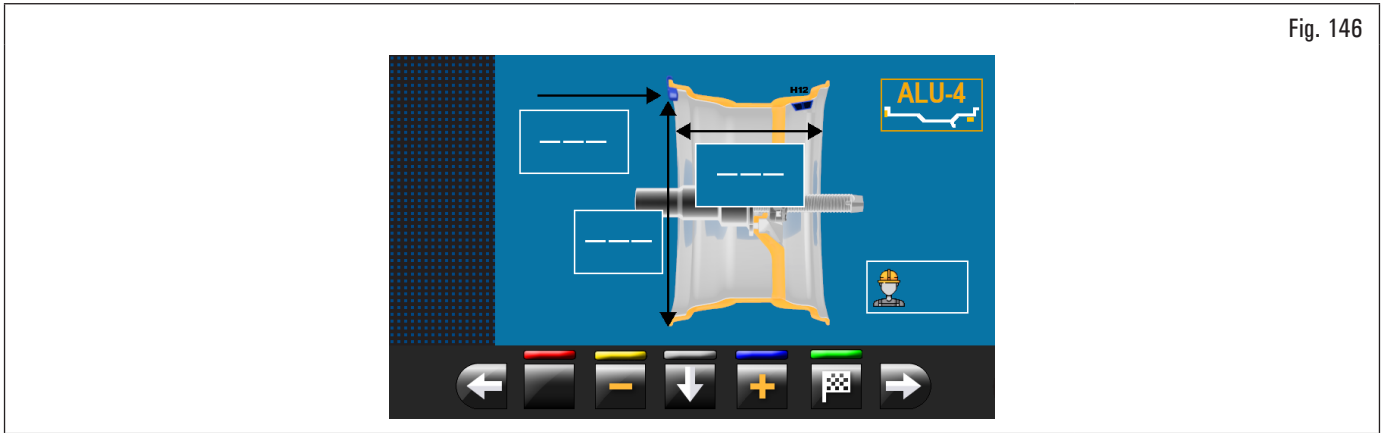 Fig. 146
H12
ALU-4
— — —
— — —
— — —